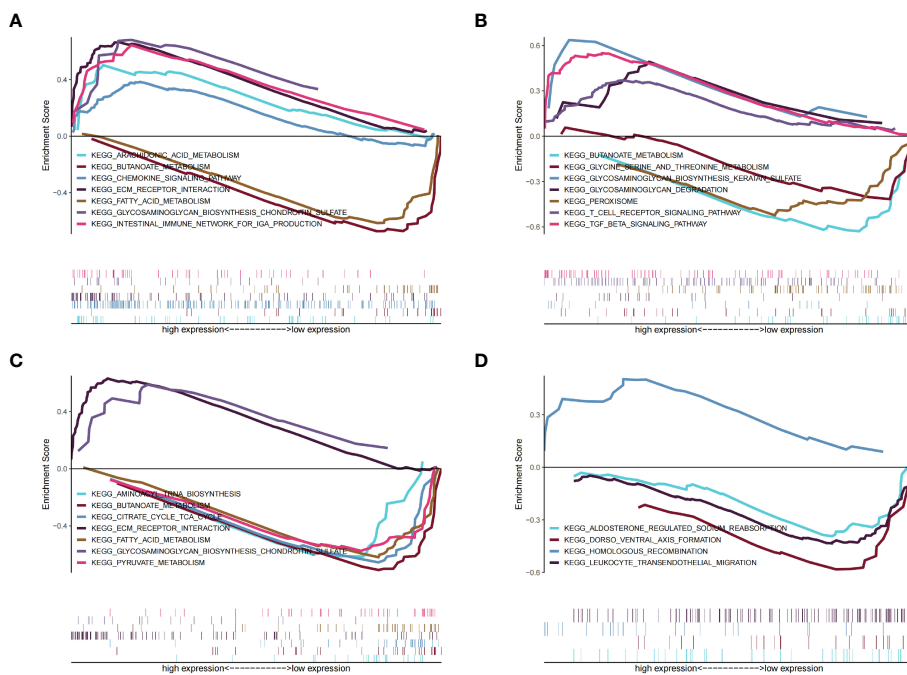 A
Enrichment Score
0.4
0.0
−0.4
KEGG_ARACHIDONIC_ACID_METABOLISM
KEGG_BUTANOATE_METABOLISM
KEGG_CHEMOKINE_SIGNALING_PATHWAY
KEGG_ECM_RECEPTOR_INTERACTION
KEGG_FATTY_ACID_METABOLISM
KEGG_GLYCOSAMINOGLYCAN_BIOSYNTHESIS_CHONDROITIN_SULFATE
KEGG_INTESTINAL_IMMUNE_NETWORK_FOR_IGA_PRODUCTION
high expression<−−−−−−−−−−−>low expression
B
Enrichment Score
0.6
0.3
0.0
−0.3
−0.6
KEGG_BUTANOATE_METABOLISM
KEGG_GLYCINE_SERINE_AND_THREONINE_METABOLISM
KEGG_GLYCOSAMINOGLYCAN_BIOSYNTHESIS_KERATAN_SULFATE
KEGG_GLYCOSAMINOGLYCAN_DEGRADATION
KEGG_PEROXISOME
KEGG_T_CELL_RECEPTOR_SIGNALING_PATHWAY
KEGG_TGF_BETA_SIGNALING_PATHWAY
high expression<−−−−−−−−−−−>low expression
C
Enrichment Score
0.4
0.0
−0.4
KEGG_AMINOACYL_TRNA_BIOSYNTHESIS
KEGG_BUTANOATE_METABOLISM
KEGG_CITRATE_CYCLE_TCA_CYCLE
KEGG_ECM_RECEPTOR_INTERACTION
KEGG_FATTY_ACID_METABOLISM
KEGG_GLYCOSAMINOGLYCAN_BIOSYNTHESIS_CHONDROITIN_SULFATE
KEGG_PYRUVATE_METABOLISM
high expression<−−−−−−−−−−−>low expression
D
Enrichment Score
0.3
0.0
−0.3
−0.6
KEGG_ALDOSTERONE_REGULATED_SODIUM_REABSORPTION
KEGG_DORSO_VENTRAL_AXIS_FORMATION
KEGG_HOMOLOGOUS_RECOMBINATION
KEGG_LEUKOCYTE_TRANSENDOTHELIAL_MIGRATION
high expression<−−−−−−−−−−−>low expression